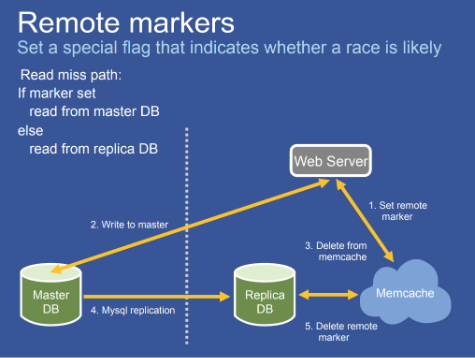 Remote markers
Set a special flag that indicates whether a race is likely
Read miss path:
If marker set
read from master DB
else
read from replica DB
Web Server
1. Set remote
marker
2. Write to master
3. Delete from
memcache
Master
DB
4. Mysql replication
Replica
DB
Memcache
5. Delete remote
marker